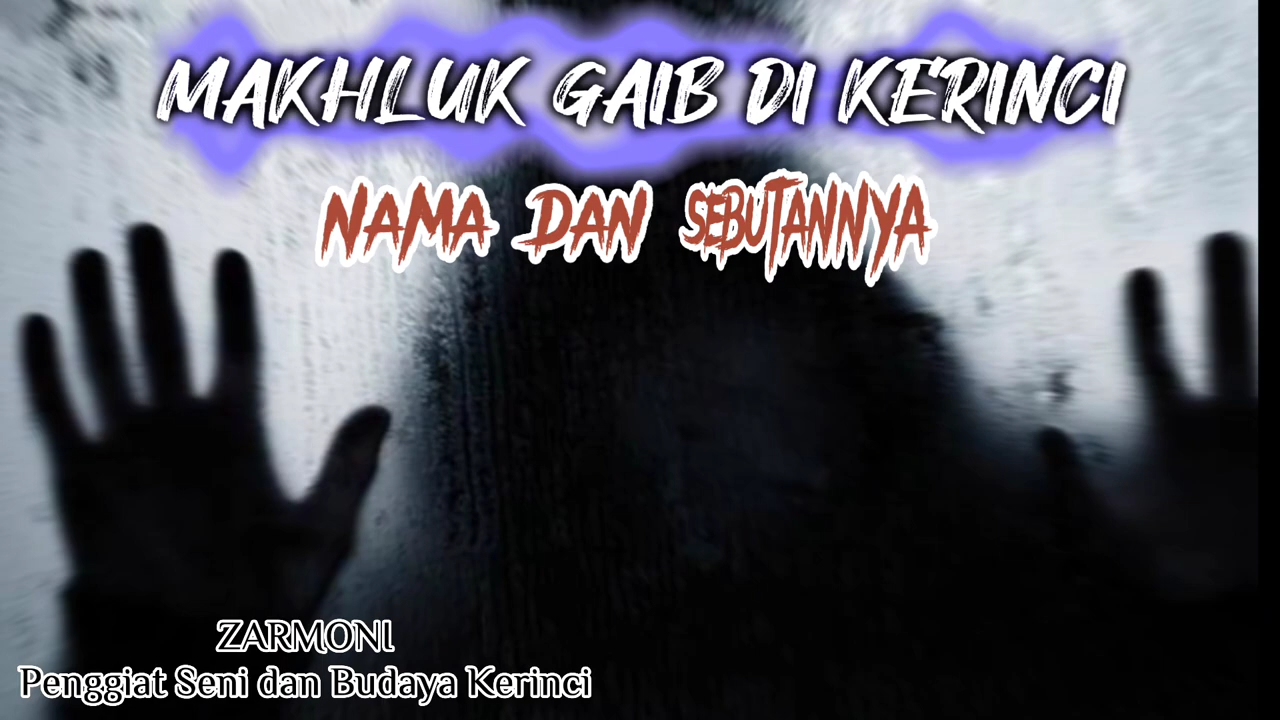 MAKHLUK GAIB DI KERINCI
NAMA DAN SEBUTANNYA
ZARMONI
Penggiat Seni dan Budaya Kerinci